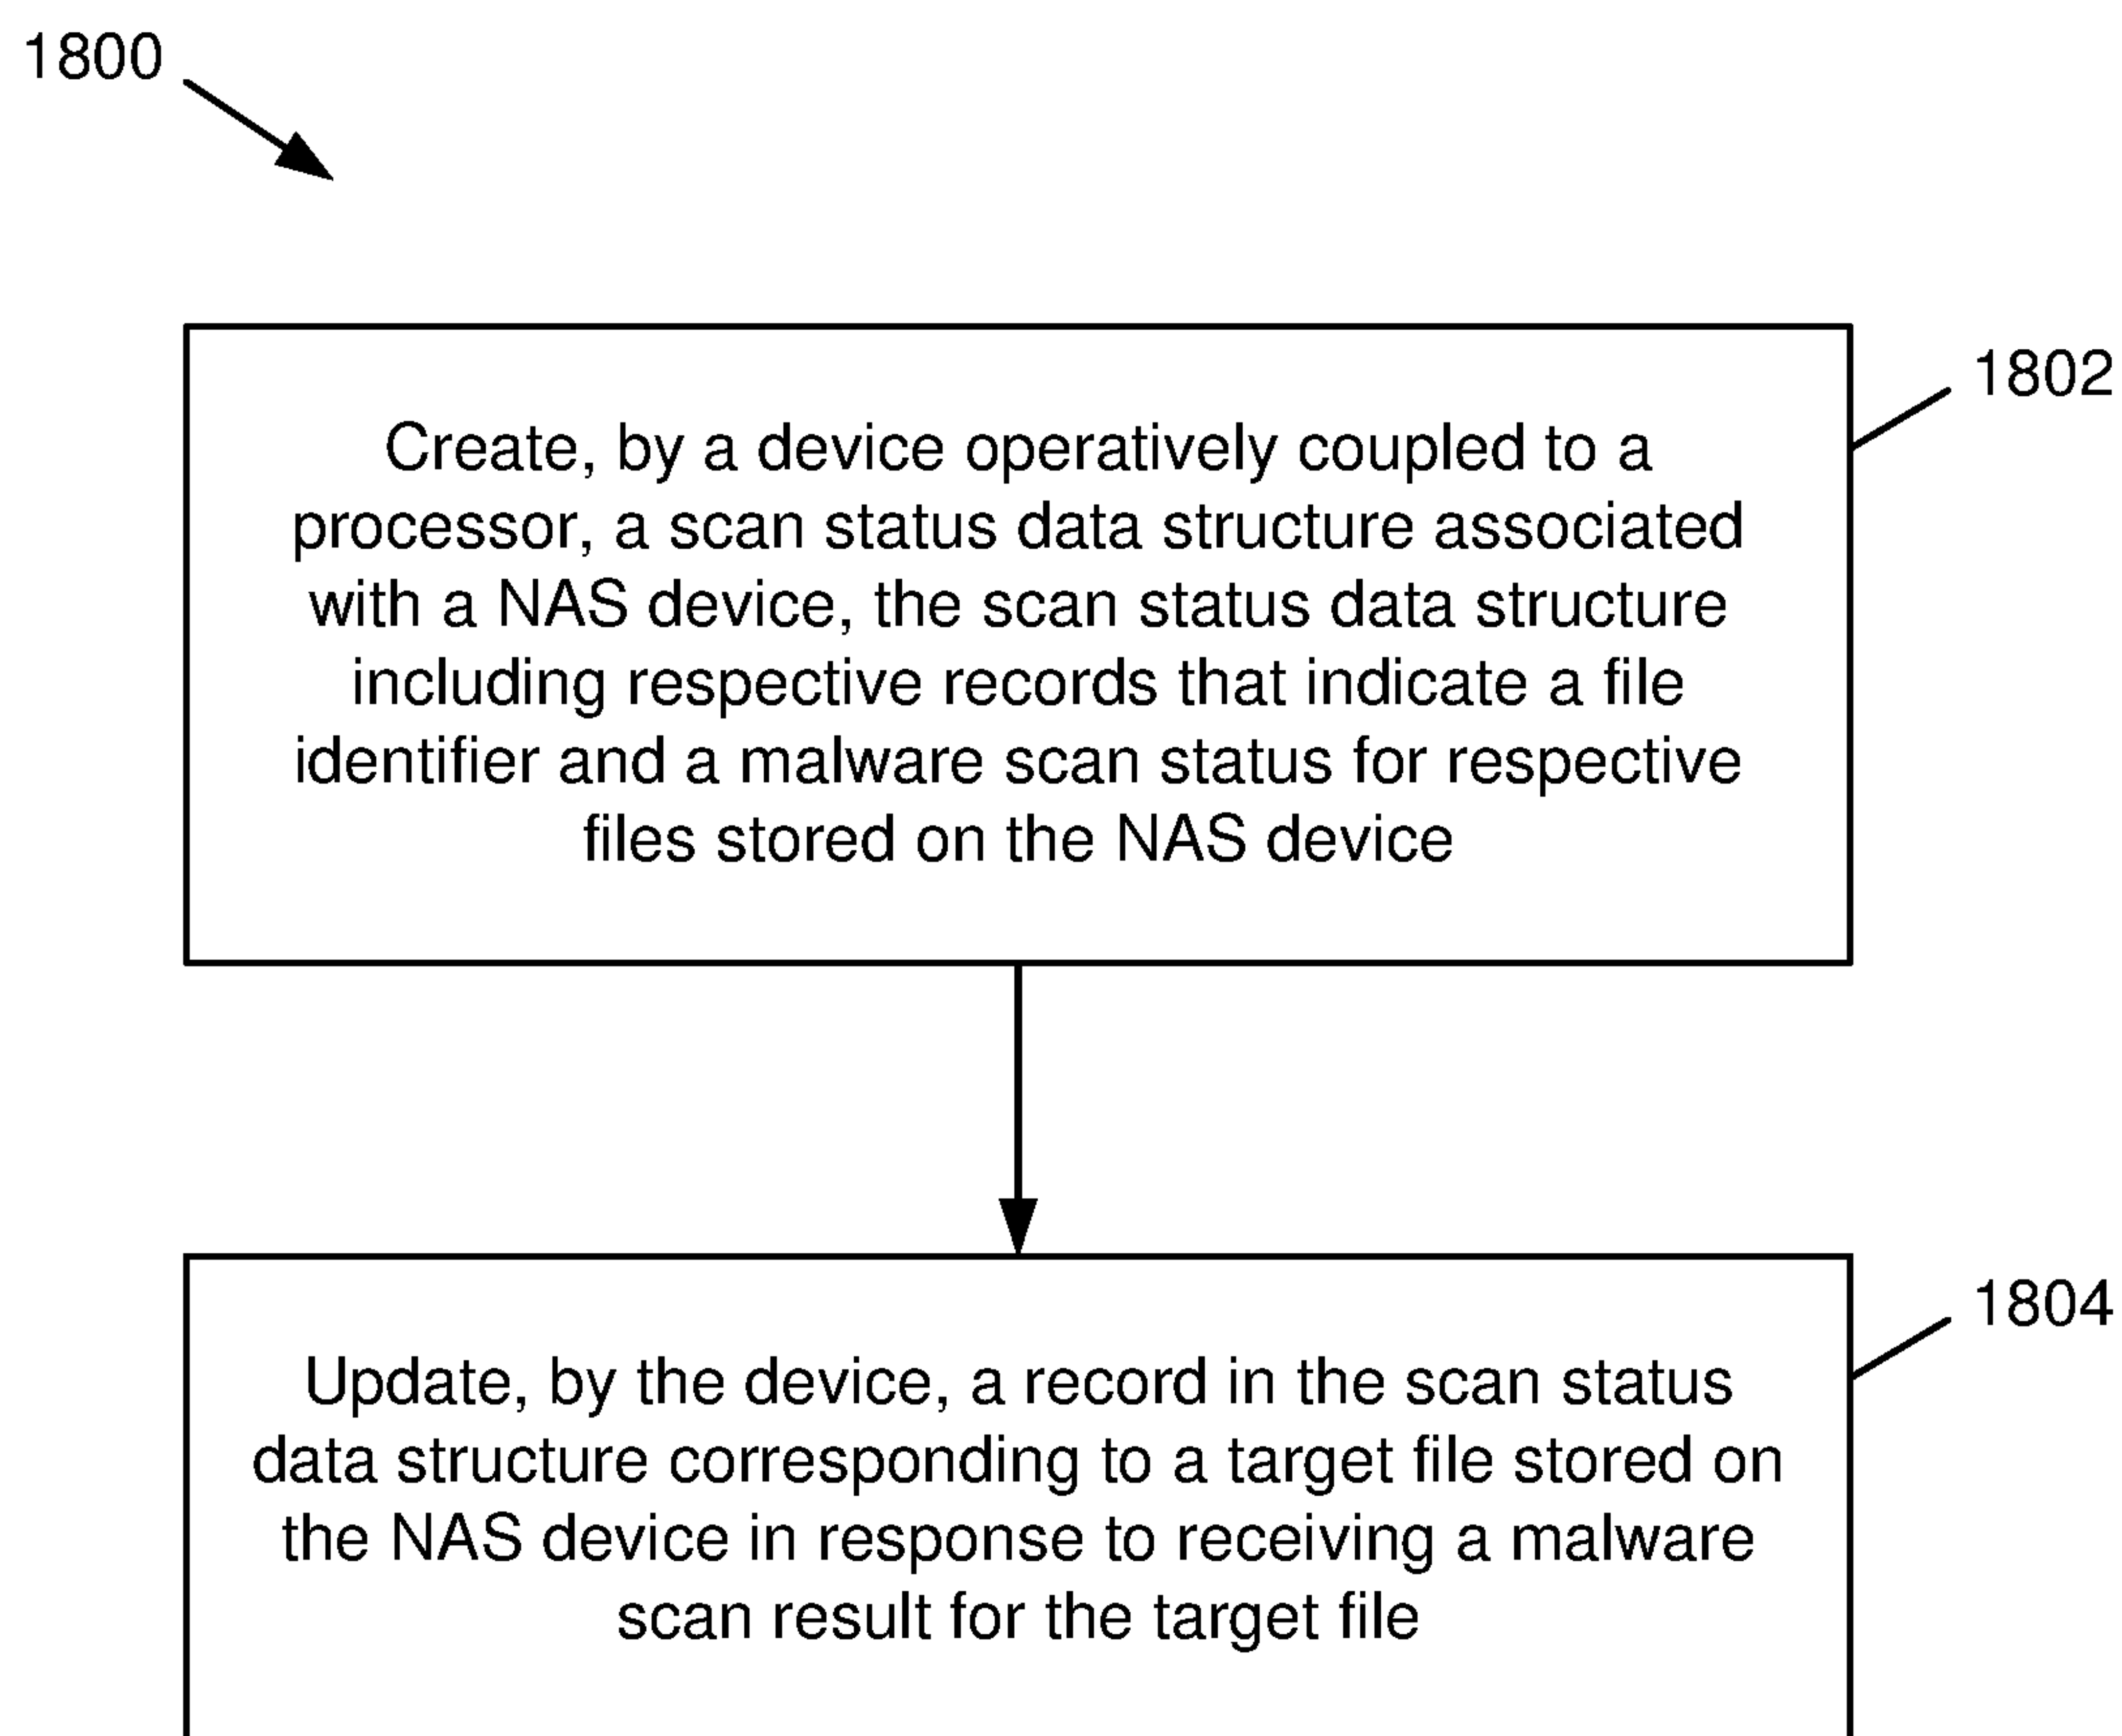 1800
1802
Create, by a device operatively coupled to a
processor, a scan status data structure associated
with a NAS device, the scan status data structure
including respective records that indicate a file
identifier and a malware scan status for respective
files stored on the NAS device
1804
Update, by the device, a record in the scan status
data structure corresponding to a target file stored on
the NAS device in response to receiving a malware
scan result for the target file